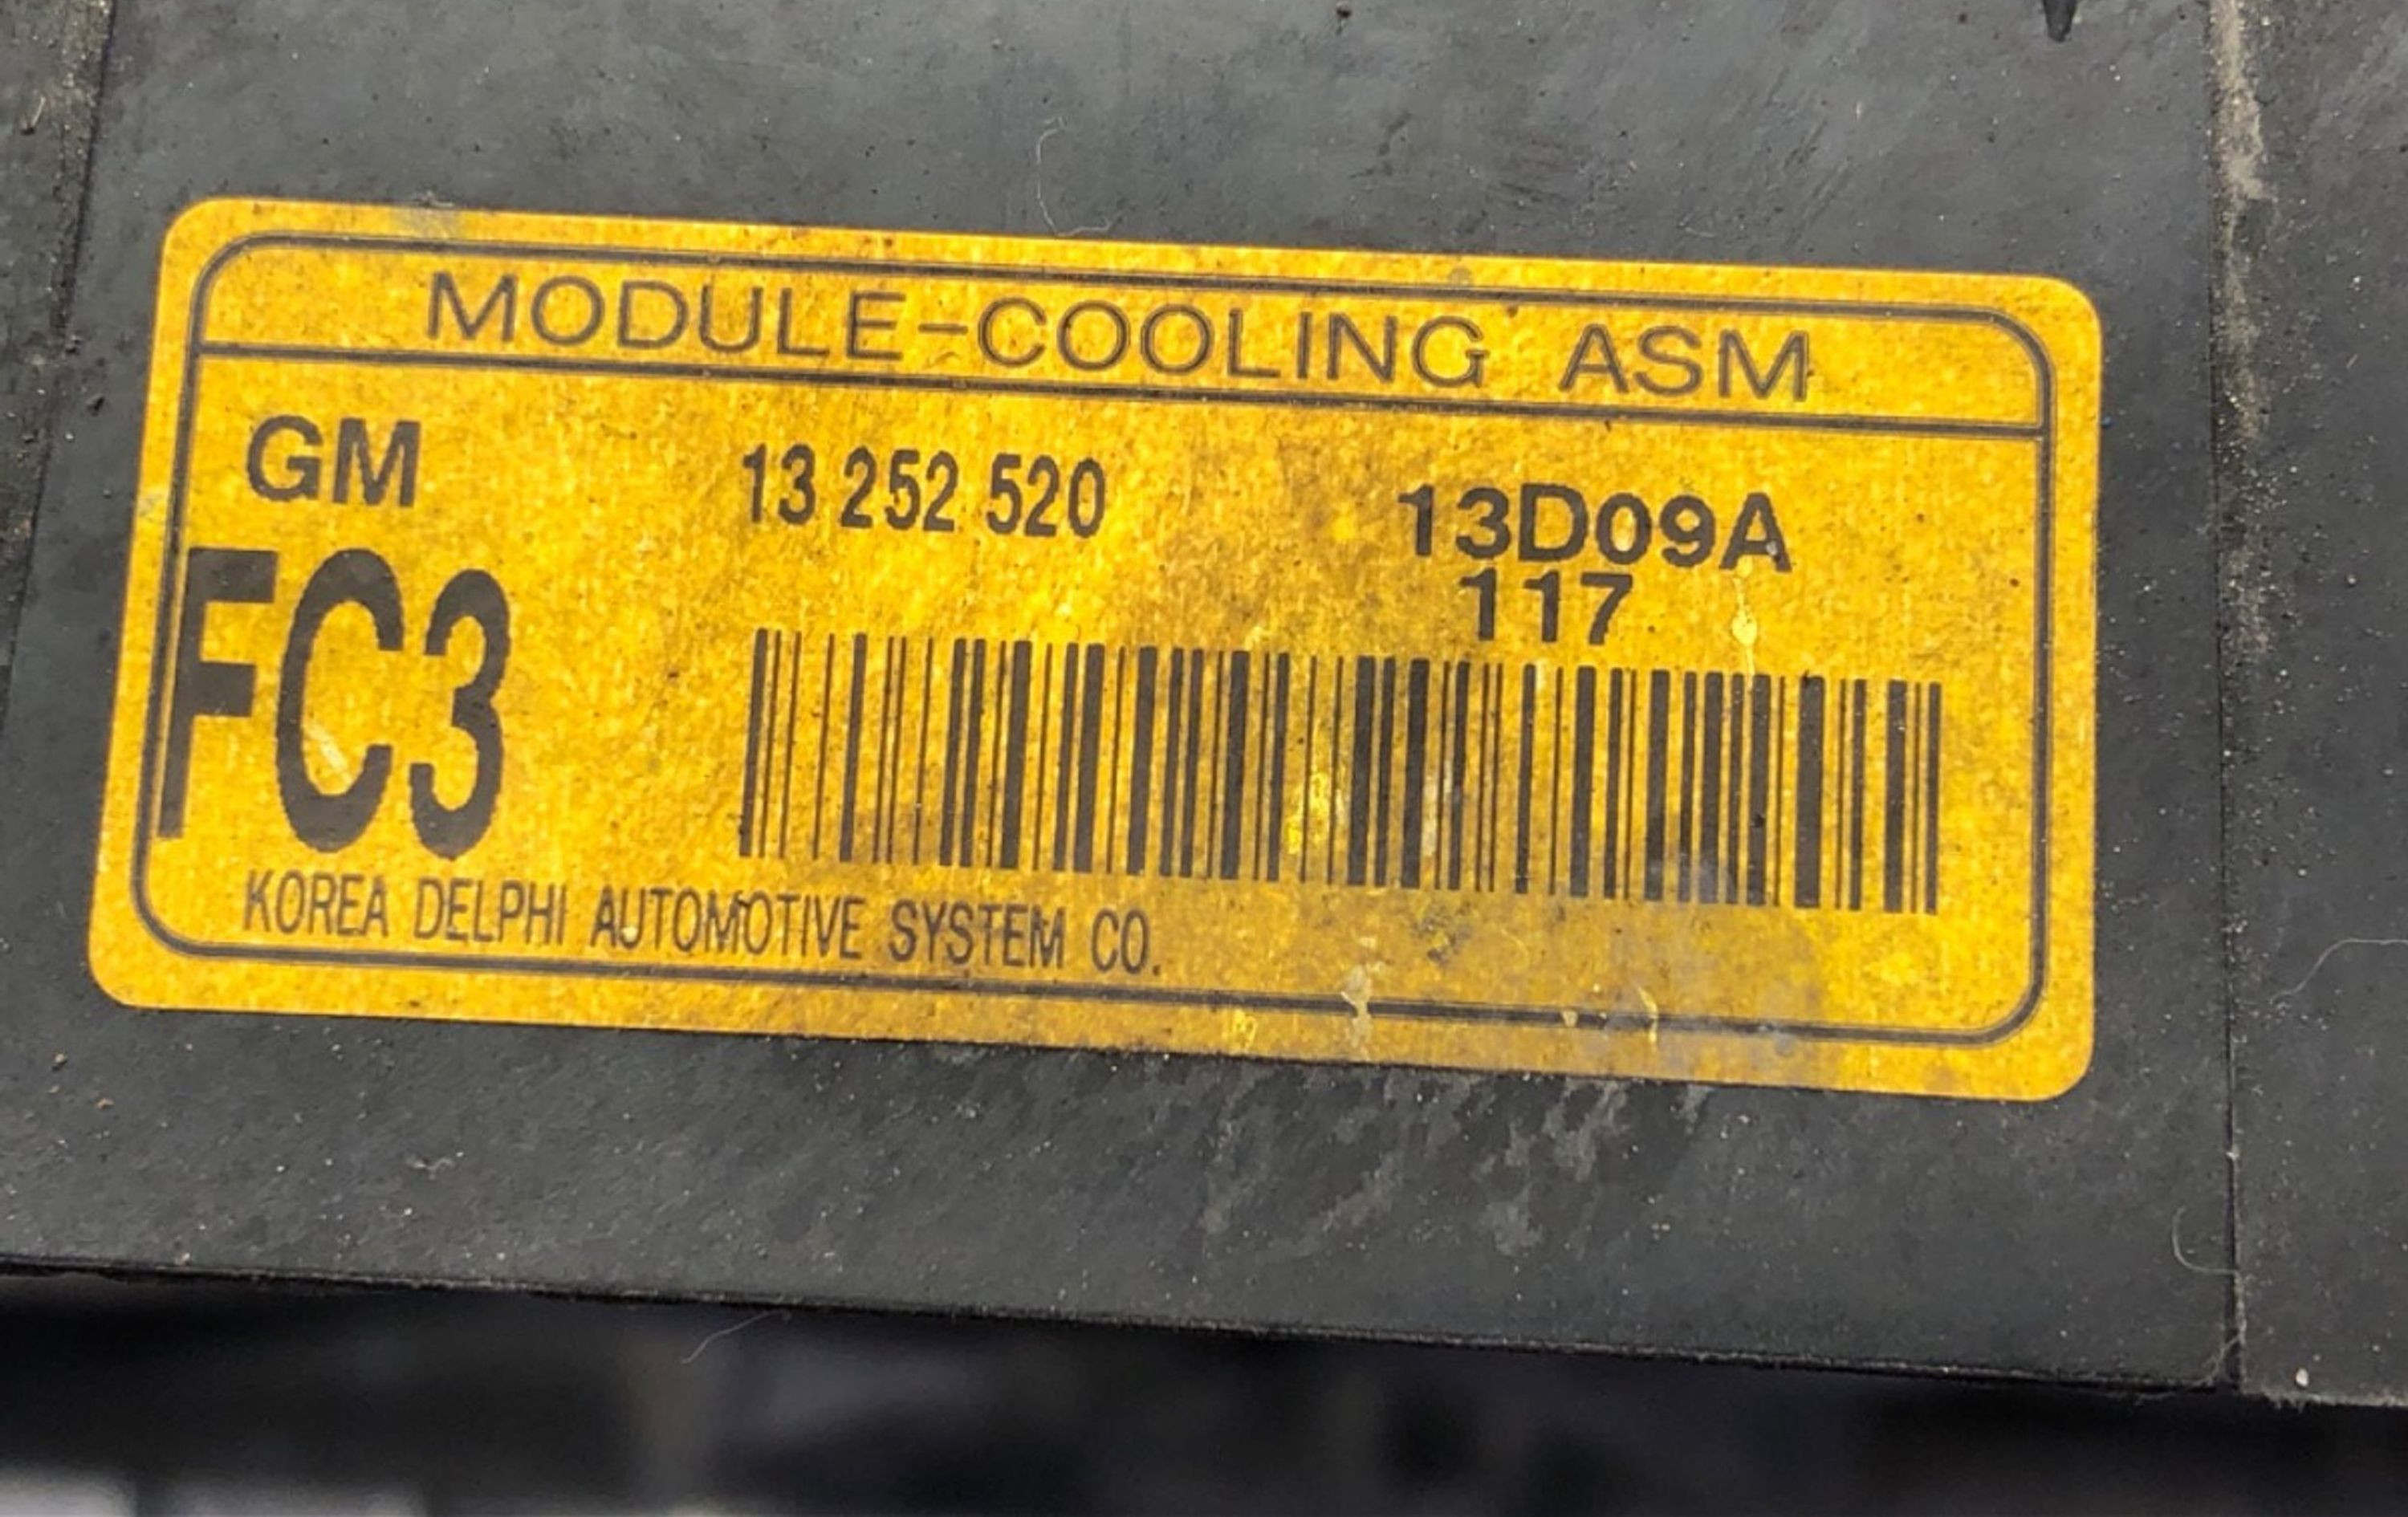 MODULE-COOLING ASM
GM 13 252 520 13D09A
117
FC3
KOREA DELPHI AUTOMOTIVE SYSTEM CO.